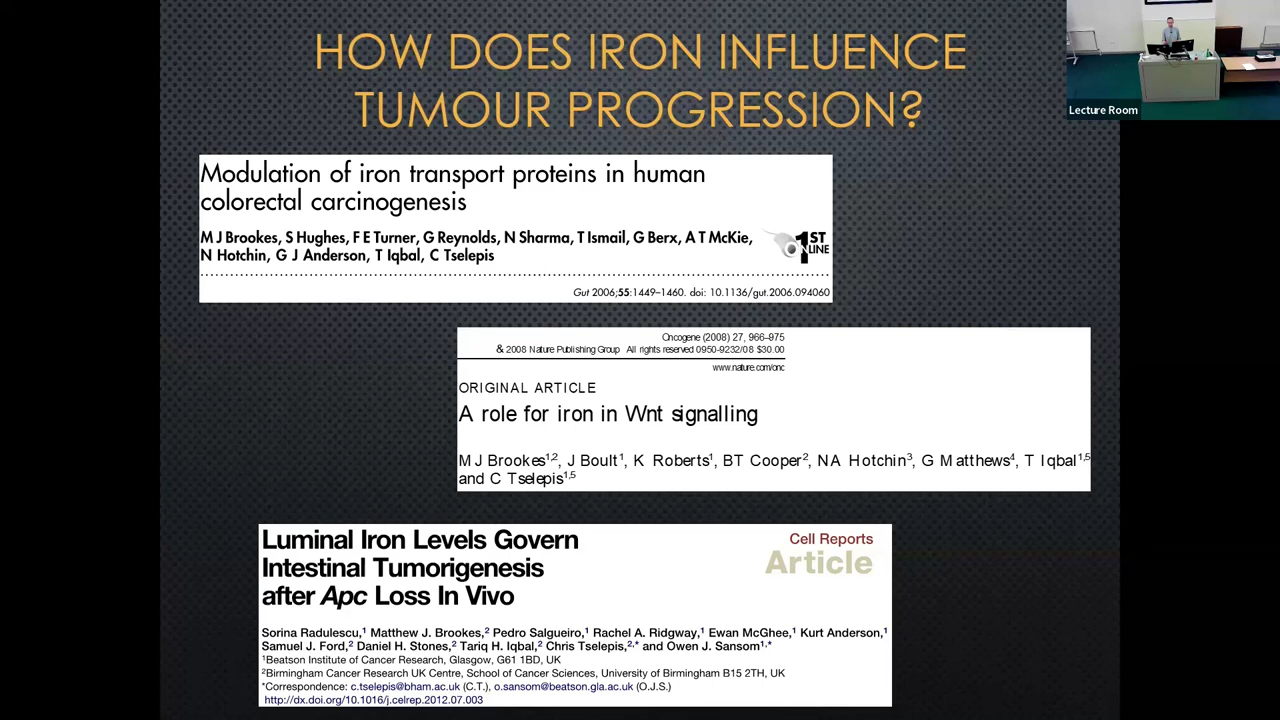 HOW DOES IRON INFLUENCE
TUMOUR PROGRESSION?
Lecture Room
Modulation of iron transport proteins in human
colorectal carcinogenesis
M J Brookes, S Hughes, F E Turner, G Reynolds, N Sharma, T Ismail, G Berx, A T McKie,
N Hotchin, G J Anderson, T Iqbal, C Tselepis
1ST
ONLINE
Gut 2006;55:1449–1460. doi: 10.1136/gut.2006.094060
Oncogene (2008) 27, 966–975
& 2008 Nature Publishing Group All rights reserved 0950-9232/08 $30.00
www.nature.com/onc
ORIGINAL ARTICLE
A role for iron in Wnt signalling
M J Brookes1,2, J Boult1, K Roberts1, BT Cooper2, NA Hotchin3, G Matthews4, T Iqbal1,5
and C Tselepis1,5
Luminal Iron Levels Govern
Intestinal Tumorigenesis
after Apc Loss In Vivo
Cell Reports
Article
Sorina Radulescu,1 Matthew J. Brookes,2 Pedro Salgueiro,1 Rachel A. Ridgway,1 Ewan McGhee,1 Kurt Anderson,1
Samuel J. Ford,2 Daniel H. Stones,2 Tariq H. Iqbal,2 Chris Tselepis,2,* and Owen J. Sansom1,*
1Beatson Institute of Cancer Research, Glasgow, G61 1BD, UK
2Birmingham Cancer Research UK Centre, School of Cancer Sciences, University of Birmingham B15 2TH, UK
*Correspondence: c.tselepis@bham.ac.uk (C.T.), o.sansom@beatson.gla.ac.uk (O.J.S.)
http://dx.doi.org/10.1016/j.celrep.2012.07.003